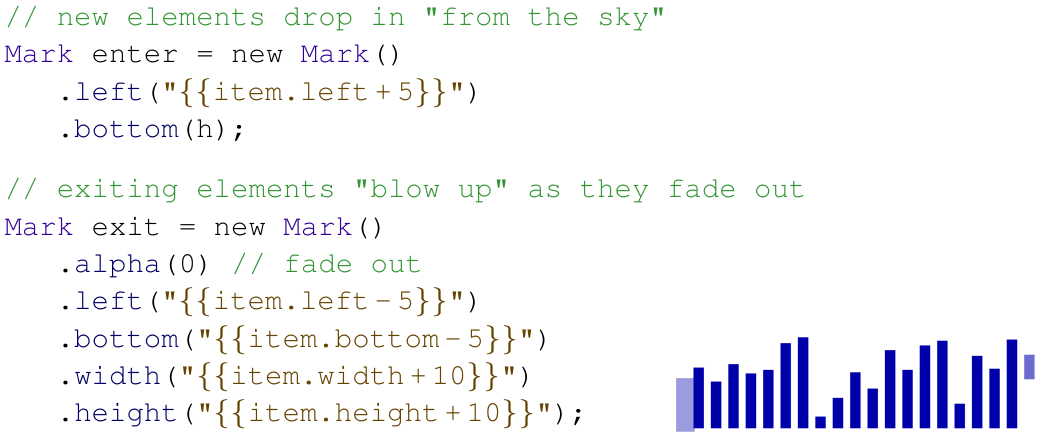 // new elements drop in "from the sky"
Mark enter = new Mark()
.left("{{item.left+5}}")
.bottom(h);
// exiting elements "blow up" as they fade out
Mark exit = new Mark()
.alpha(0) // fade out
.left("{{item.left-5}}")
.bottom("{{item.bottom-5}}")
.width("{{item.width+10}}")
.height("{{item.height+10}}");